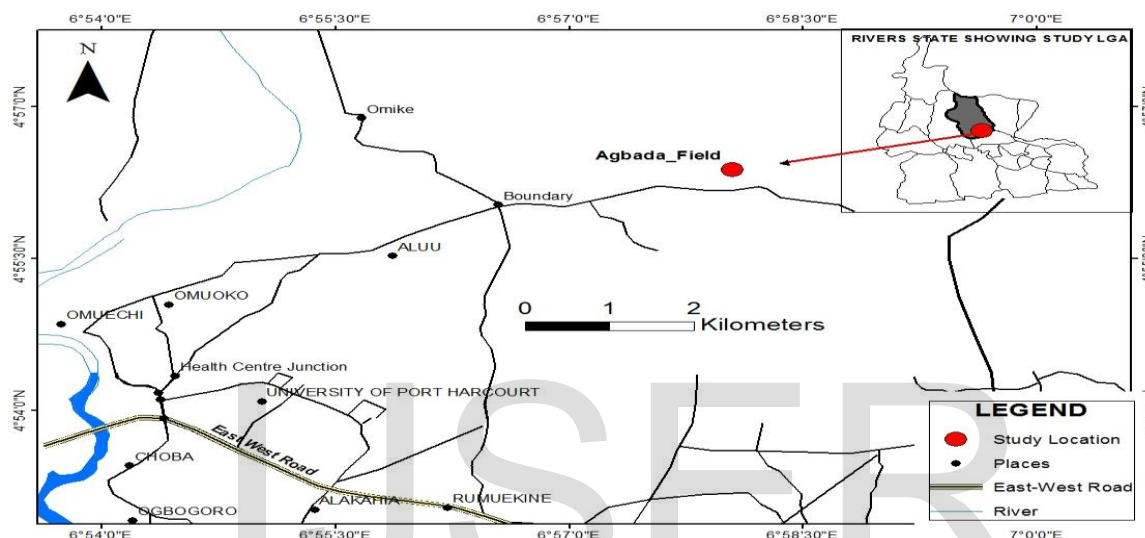 6°54'0"E 6°55'30"E 6°57'0"E 6°58'30"E 7°0'0"E
RIVERS STATE SHOWING STUDY LGA
N
4°57'0"N
Omike
Agbada_Field
Boundary
4°55'30"N
ALUU
OMUOKO
OMUECHI
0 1 2
Kilometers
Health Centre Junction
UNIVERSITY OF PORT HARCOURT
4°54'0"N
East West Road
CHOBA
OGBOGORO
ALAKAHIA
RUMUEKINE
LEGEND
Study Location
Places
East-West Road
River
IJSER
6°54'0"E 6°55'30"E 6°57'0"E 6°58'30"E 7°0'0"E